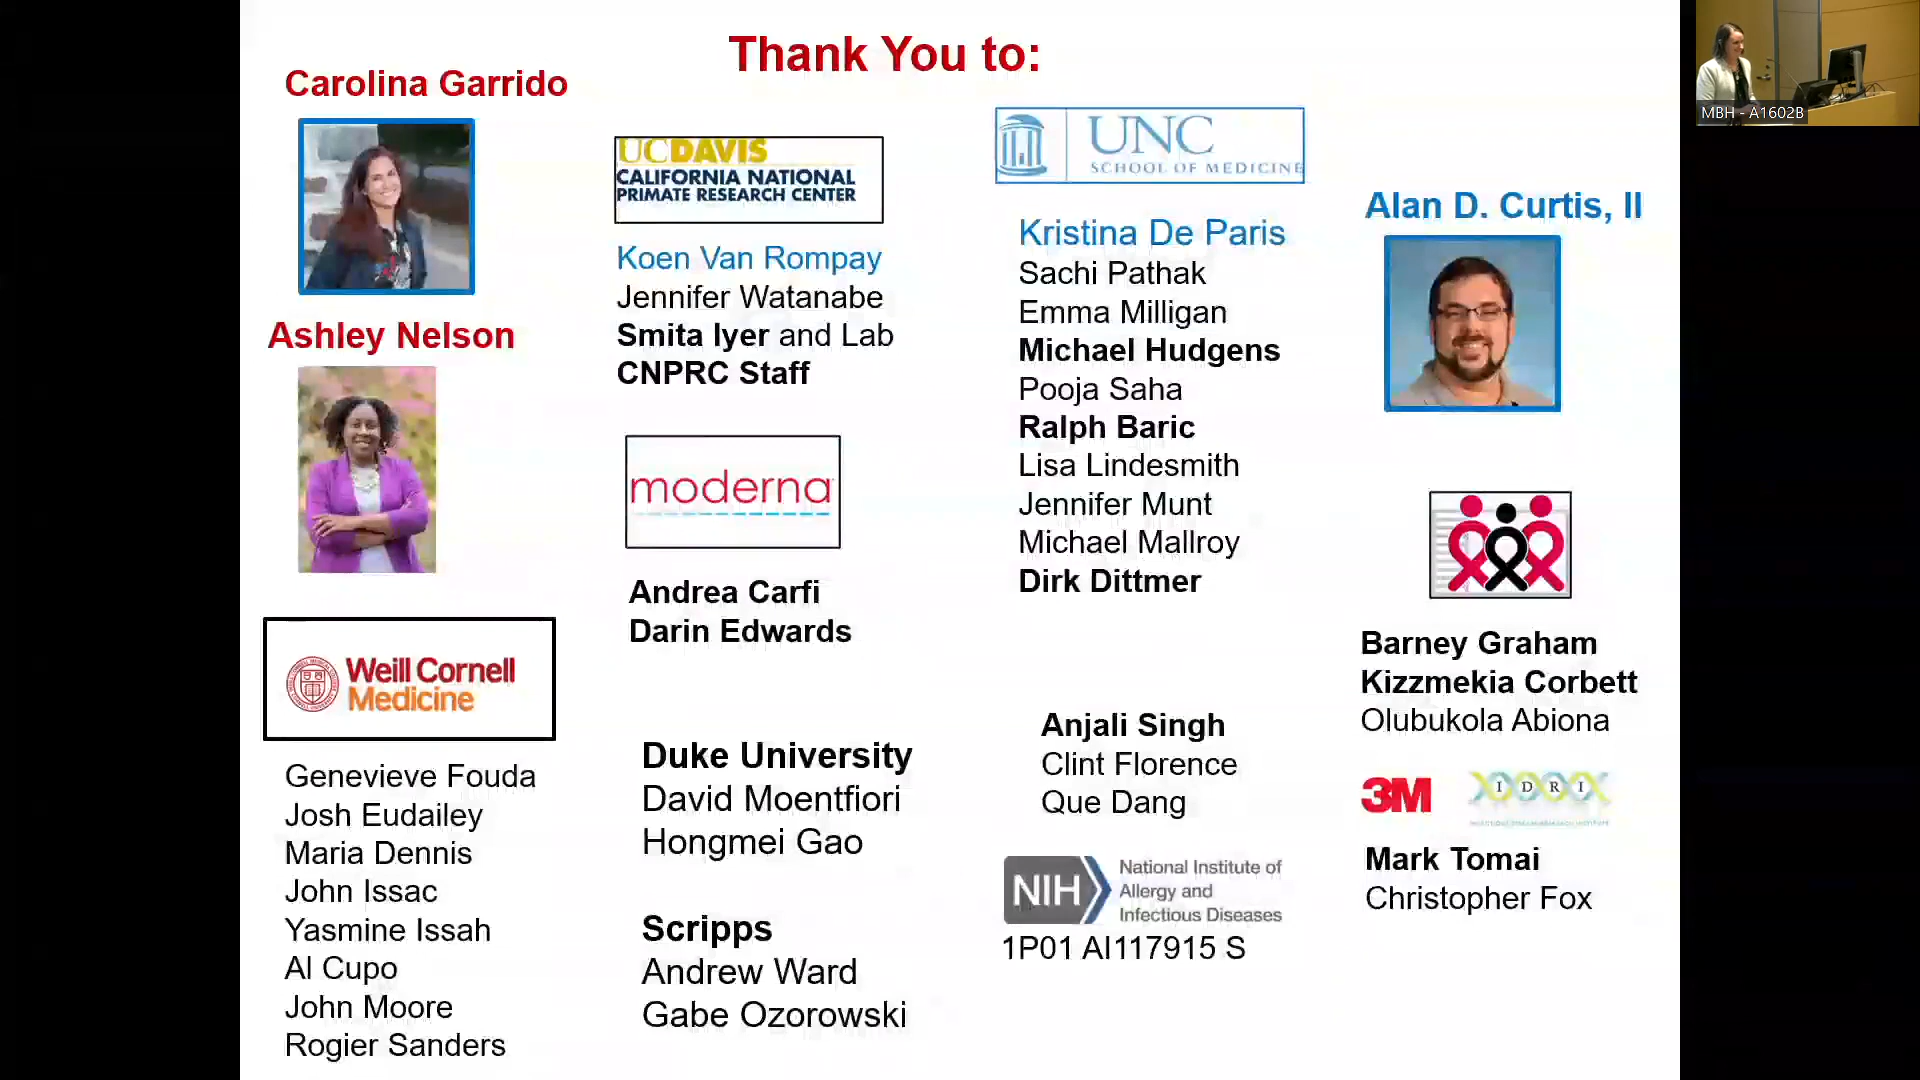 Thank You to:
Carolina Garrido
Ashley Nelson
Weill Cornell
Medicine
Genevieve Fouda
Josh Eudailey
Maria Dennis
John Issac
Yasmine Issah
Al Cupo
John Moore
Rogier Sanders
UCDAVIS
CALIFORNIA NATIONAL
PRIMATE RESEARCH CENTER
Koen Van Rompay
Jennifer Watanabe
Smita Iyer and Lab
CNPRC Staff
moderna
Andrea Carfi
Darin Edwards
Duke University
David Moentfiori
Hongmei Gao
Scripps
Andrew Ward
Gabe Ozorowski
UNC
SCHOOL OF MEDICINE
Kristina De Paris
Sachi Pathak
Emma Milligan
Michael Hudgens
Pooja Saha
Ralph Baric
Lisa Lindesmith
Jennifer Munt
Michael Mallroy
Dirk Dittmer
Anjali Singh
Clint Florence
Que Dang
NIH
National Institute of
Allergy and
Infectious Diseases
1P01 AI117915 S
Alan D. Curtis, II
Barney Graham
Kizzmekia Corbett
Olubukola Abiona
3M
IDRI
Mark Tomai
Christopher Fox
MBH - A1602B